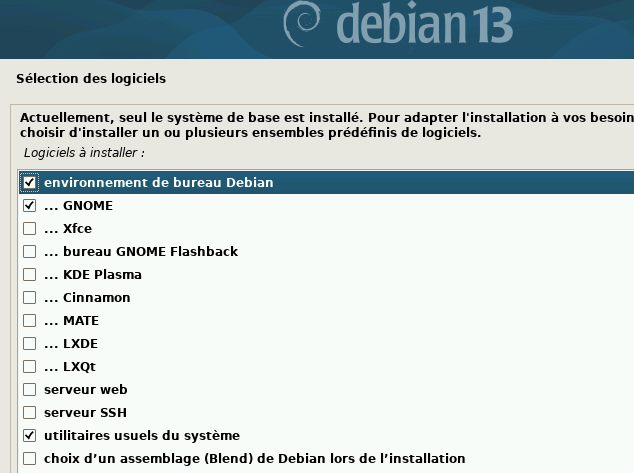 debian 13
Sélection des logiciels
Actuellement, seul le système de base est installé. Pour adapter l'installation à vos besoin
choisir d'installer un ou plusieurs ensembles prédéfinis de logiciels.
Logiciels à installer :
environnement de bureau Debian
... GNOME
... Xfce
... bureau GNOME Flashback
... KDE Plasma
... Cinnamon
... MATE
... LXDE
... LXQt
serveur web
serveur SSH
utilitaires usuels du système
choix d’un assemblage (Blend) de Debian lors de l’installation